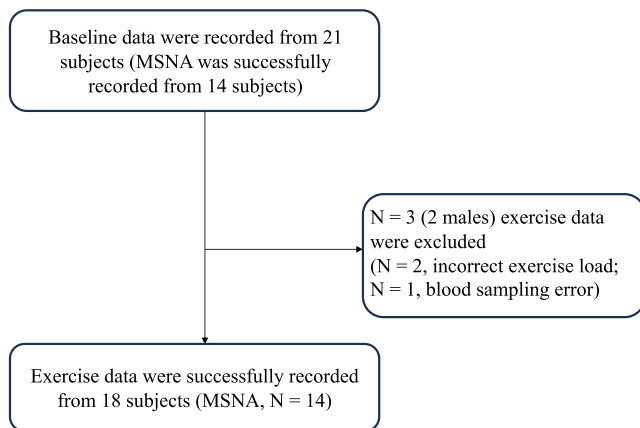 Baseline data were recorded from 21
subjects (MSNA was successfully
recorded from 14 subjects)
N = 3 (2 males) exercise data
were excluded
(N = 2, incorrect exercise load;
N = 1, blood sampling error)
Exercise data were successfully recorded
from 18 subjects (MSNA, N = 14)